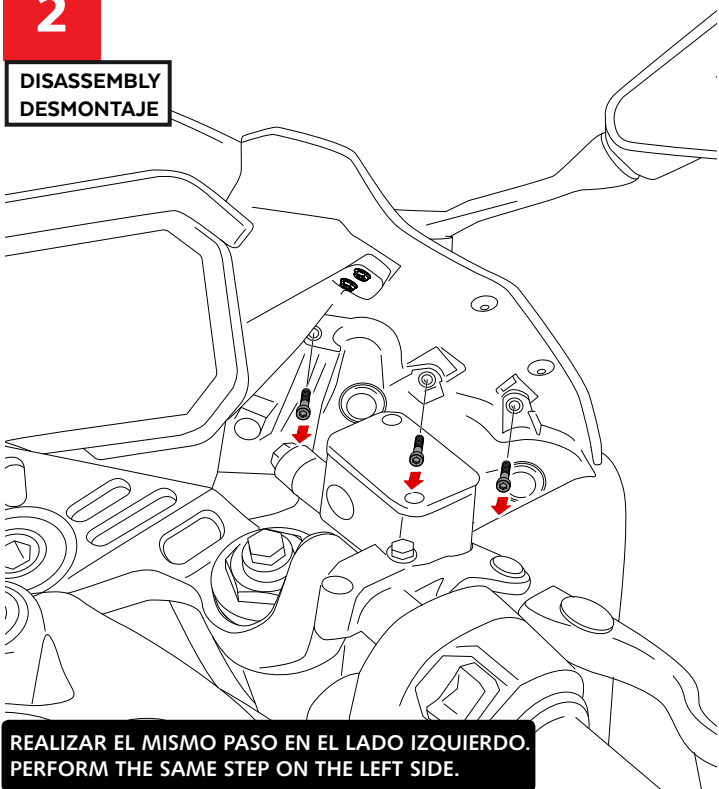 2
DISASSEMBLY
DESMONTAJE
REALIZAR EL MISMO PASO EN EL LADO IZQUIERDO.
PERFORM THE SAME STEP ON THE LEFT SIDE.